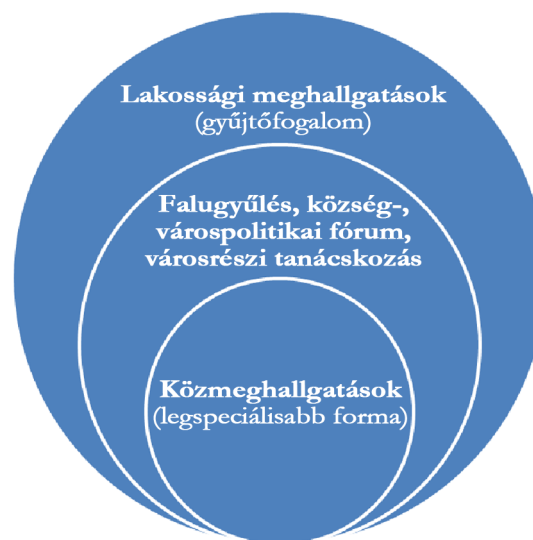 Lakossági meghallgatások
(gyűjtőfogalom)
Falugyűlés, község-,
várospolitikai fórum,
városrészi tanácskozás
Közmeghallgatások
(legspeciálisabb forma)